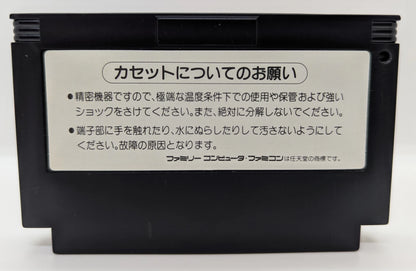 カセットについてのお願い
●精密機器ですので、極端な温度条件下での使用や保管および強い
ショックをさけてください。また、絶対に分解しないでください。
●端子部に手を触れたり、水にぬらしたりして汚さないようにして
ください。故障の原因となります。
ファミリーコンピュータ・ファミコンは任天堂の商標です。